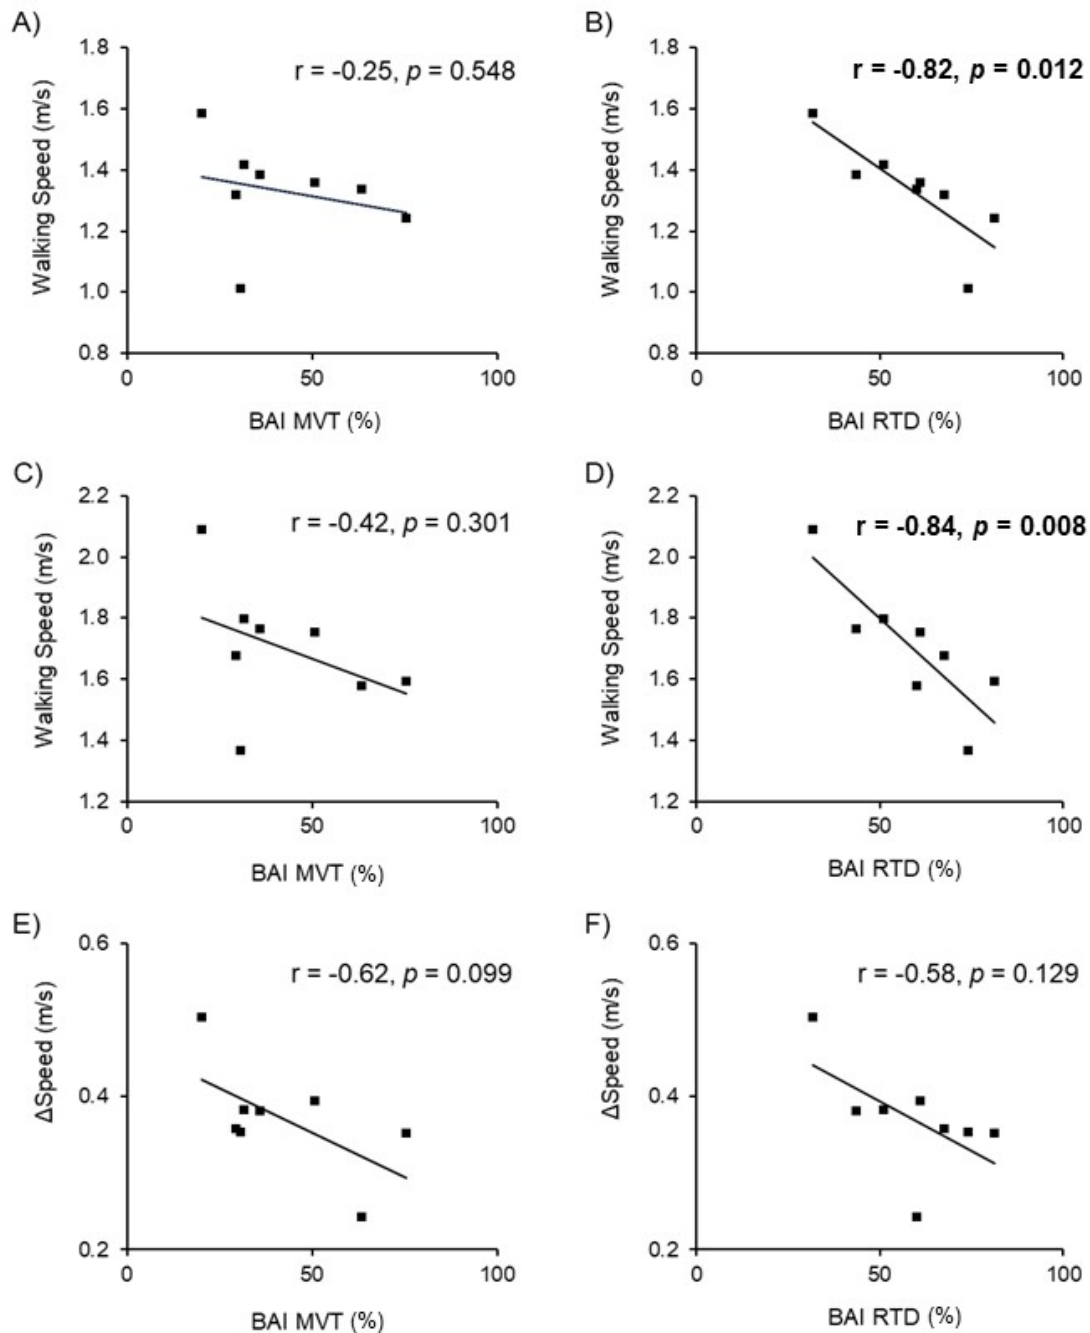 A)
r = -0.25, p = 0.548
Walking Speed (m/s)
1.8
1.6
1.4
1.2
1.0
0.8
0
50
100
BAI MVT (%)
B)
r = -0.82, p = 0.012
Walking Speed (m/s)
1.8
1.6
1.4
1.2
1.0
0.8
0
50
100
BAI RTD (%)
C)
r = -0.42, p = 0.301
Walking Speed (m/s)
2.2
2.0
1.8
1.6
1.4
1.2
0
50
100
BAI MVT (%)
D)
r = -0.84, p = 0.008
Walking Speed (m/s)
2.2
2.0
1.8
1.6
1.4
1.2
0
50
100
BAI RTD (%)
E)
r = -0.62, p = 0.099
ΔSpeed (m/s)
0.6
0.4
0.2
0
50
100
BAI MVT (%)
F)
r = -0.58, p = 0.129
ΔSpeed (m/s)
0.6
0.4
0.2
0
50
100
BAI RTD (%)